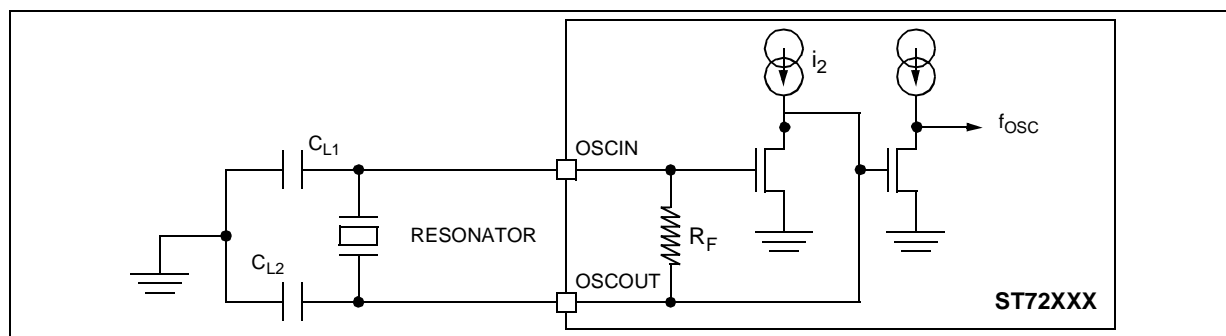 i2
fOSC
CL1
OSCIN
RESONATOR
RF
CL2
OSCOUT
ST72XXX